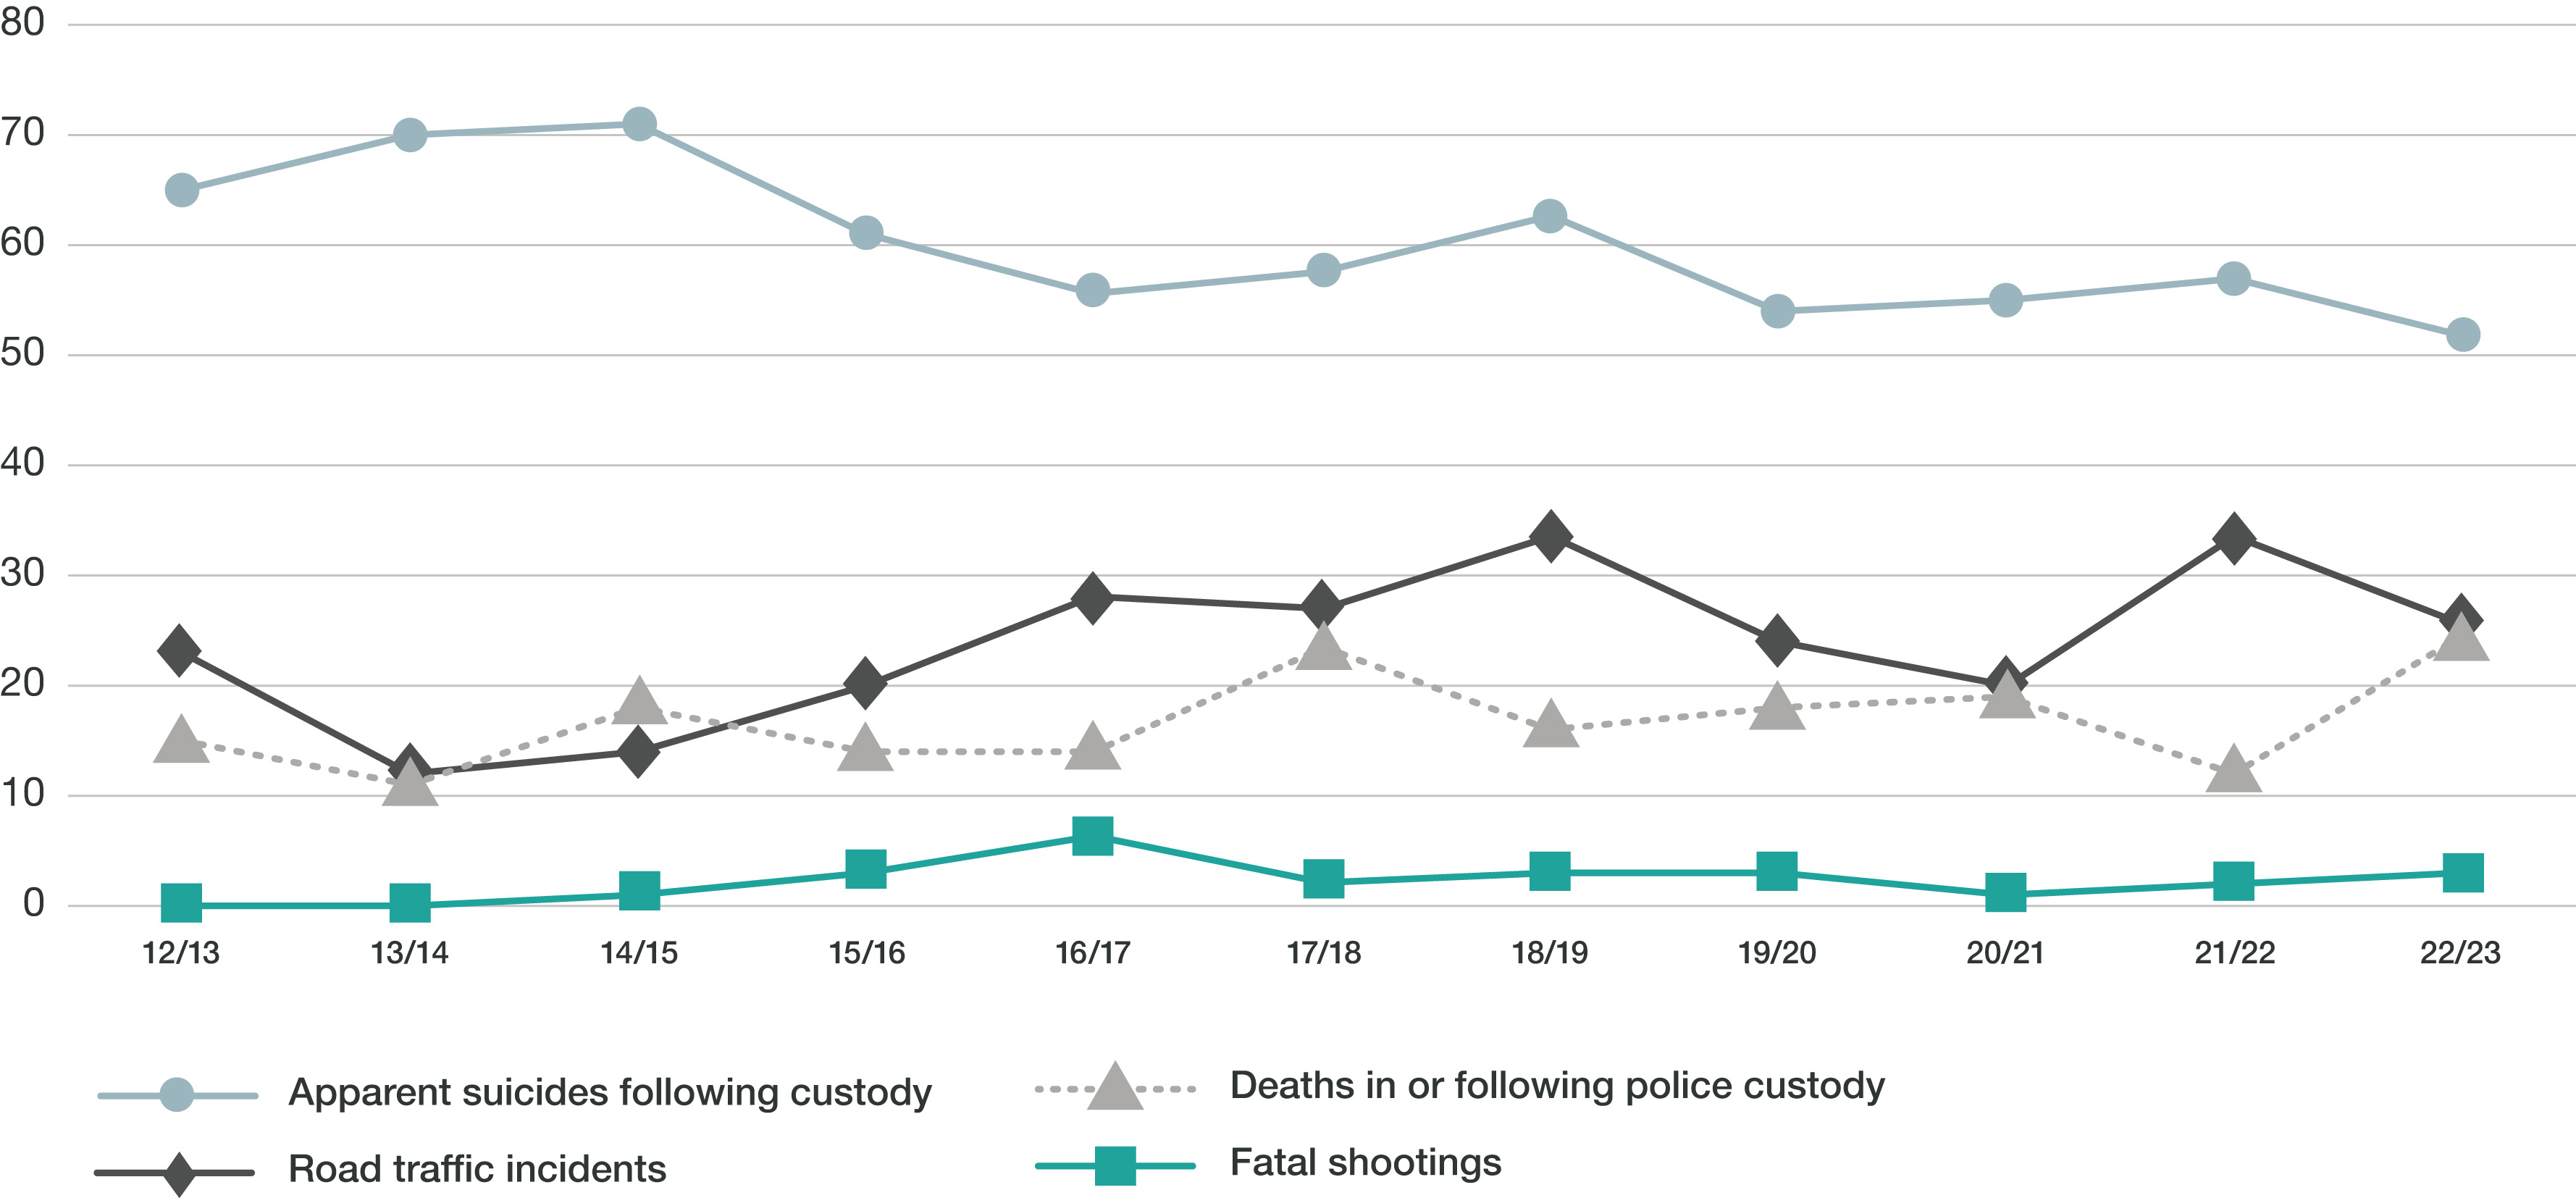 80
70
60
50
40
30
20
10
0
12/13 13/14 14/15 15/16 16/17 17/18 18/19 19/20 20/21 21/22 22/23
Apparent suicides following custody
Deaths in or following police custody
Road traffic incidents
Fatal shootings